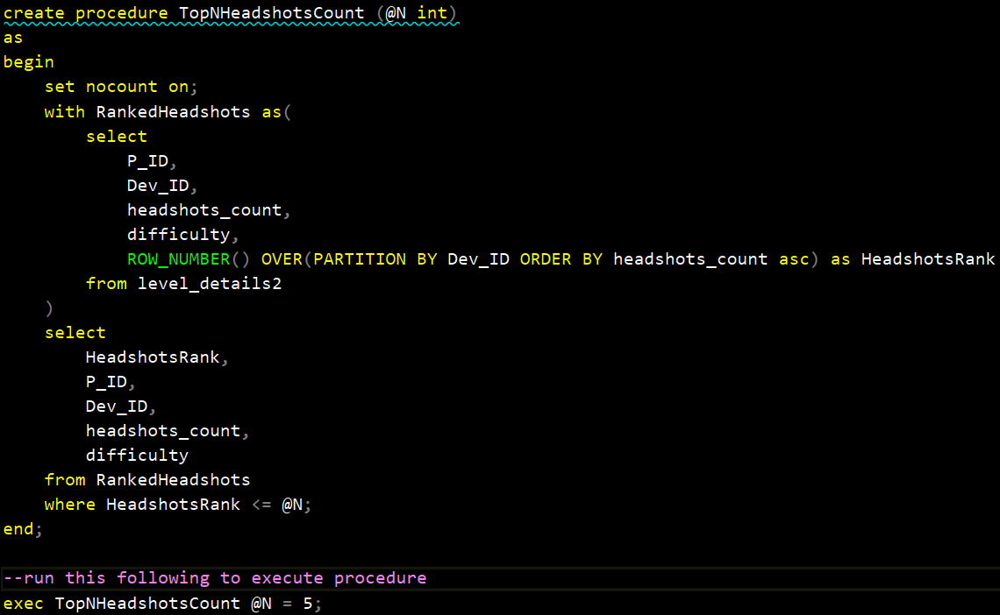 create procedure TopNHeadshotsCount (@N int)
as
begin
    set nocount on;
    with RankedHeadshots as(
        select
            P_ID,
            Dev_ID,
            headshots_count,
            difficulty,
            ROW_NUMBER() OVER(PARTITION BY Dev_ID ORDER BY headshots_count asc) as HeadshotsRank
        from level_details2
    )
    select
        HeadshotsRank,
        P_ID,
        Dev_ID,
        headshots_count,
        difficulty
    from RankedHeadshots
    where HeadshotsRank <= @N;
end;

--run this following to execute procedure
exec TopNHeadshotsCount @N = 5;